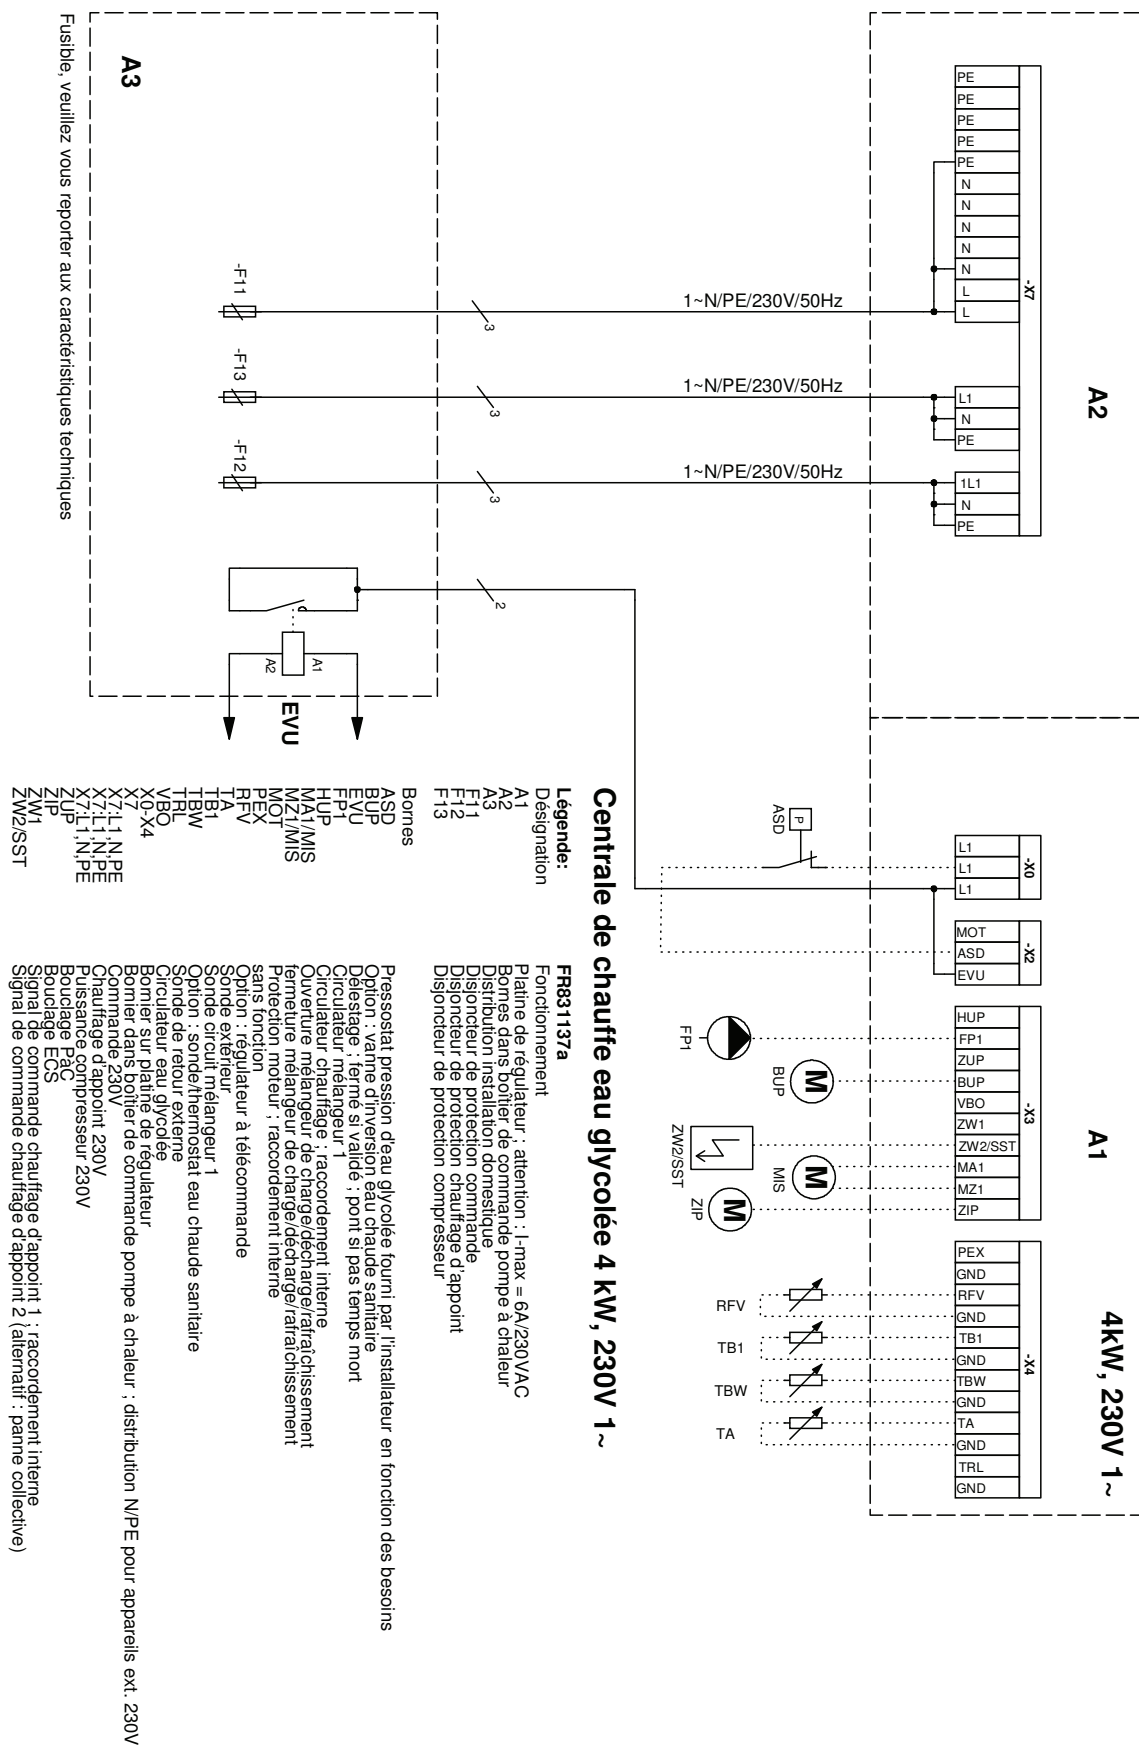 A2
-X7
PE
PE
PE
PE
PE
N
N
N
N
N
L
L
L1
N
PE
1L1
N
PE
1~N/PE/230V/50Hz
1~N/PE/230V/50Hz
1~N/PE/230V/50Hz
3
3
3
2
A3
-F11
-F13
-F12
A1
A2
EVU
Fusible, veuillez vous reporter aux caractéristiques techniques
4kW, 230V 1~
A1
-X0
L1
L1
L1
-X2
MOT
ASD
EVU
-X3
HUP
FP1
ZUP
BUP
VBO
ZW1
ZW2/SST
MA1
MZ1
ZIP
-X4
PEX
GND
RFV
GND
TB1
GND
TBW
GND
TA
GND
TRL
GND
P
ASD
FP1
M
BUP
ZW2/SST
M
MIS
M
ZIP
RFV
TB1
TBW
TA
Centrale de chauffe eau glycolée 4 kW, 230V 1~
Légende: FR831137a
Désignation Fonctionnement
A1 Platine de régulateur ; attention : I-max = 6A/230VAC
A2 Bornes dans boîtier de commande pompe à chaleur
A3 Distribution installation domestique
F11 Disjoncteur de protection commande
F12 Disjoncteur de protection chauffage d'appoint
F13 Disjoncteur de protection compresseur
Bornes
ASD Pressostat pression d'eau glycolée fourni par l'installateur en fonction des besoins
BUP Option : vanne d'inversion eau chaude sanitaire
EVU Délestage ; fermé si validé ; pont si pas temps mort
FP1 Circulateur mélangeur 1
HUP Circulateur chauffage ; raccordement interne
MA1/MIS Ouverture mélangeur de charge/décharge/rafraîchissement
MZ1/MIS fermeture mélangeur de charge/décharge/rafraîchissement
MOT Protection moteur ; raccordement interne
PEX sans fonction
RFV Option : régulateur à télécommande
TA Sonde extérieur
TB1 Sonde circuit mélangeur 1
TBW Option : sonde/thermostat eau chaude sanitaire
TRL Sonde de retour externe
VBO Circulateur eau glycolée
X0-X4 Bornier sur platine de régulateur
X7 Bornier dans boîtier de commande pompe à chaleur ; distribution N/PE pour appareils ext. 230V
X7:L1,N,PE Commande 230V
X7:L1,N,PE Chauffage d'appoint 230V
X7:L1,N,PE Puissance compresseur 230V
ZUP Bouclage PàC
ZIP Bouclage ECS
ZW1 Signal de commande chauffage d'appoint 1 ; raccordement interne
ZW2/SST Signal de commande chauffage d'appoint 2 (alternatif : panne collective)